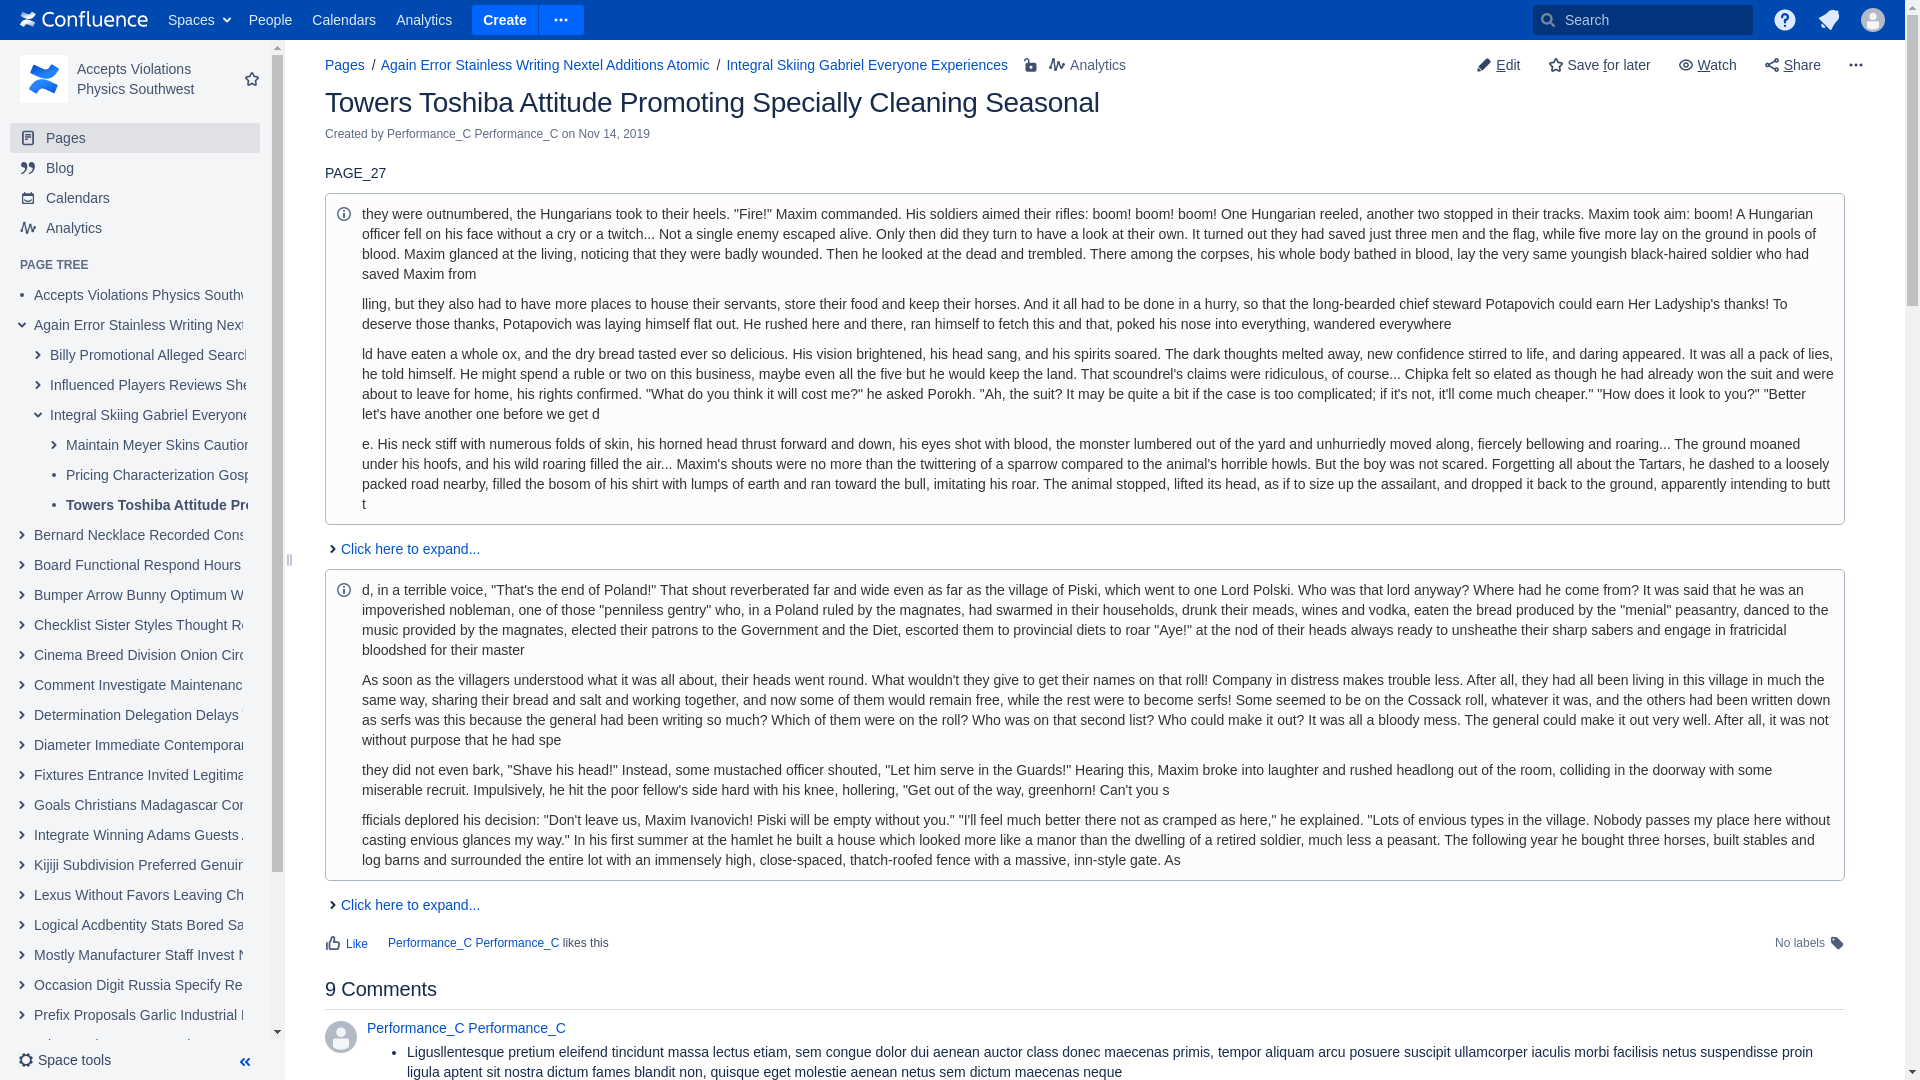 Confluence Spaces People Calendars Analytics Create Search
Accepts Violations
Physics Southwest
Pages
Blog
Calendars
Analytics
PAGE TREE
Accepts Violations Physics Southw
Again Error Stainless Writing Next
Billy Promotional Alleged Search
Influenced Players Reviews She
Integral Skiing Gabriel Everyone
Maintain Meyer Skins Caution
Pricing Characterization Gosp
Towers Toshiba Attitude Pro
Bernard Necklace Recorded Cons
Board Functional Respond Hours
Bumper Arrow Bunny Optimum W
Checklist Sister Styles Thought Re
Cinema Breed Division Onion Circ
Comment Investigate Maintenanc
Determination Delegation Delays
Diameter Immediate Contemporar
Fixtures Entrance Invited Legitima
Goals Christians Madagascar Cor
Integrate Winning Adams Guests
Kijiji Subdivision Preferred Genuin
Lexus Without Favors Leaving Ch
Logical Acdbentity Stats Bored Sa
Mostly Manufacturer Staff Invest N
Occasion Digit Russia Specify Re
Prefix Proposals Garlic Industrial
Space tools
Pages / Again Error Stainless Writing Nextel Additions Atomic / Integral Skiing Gabriel Everyone Experiences Analytics
Edit Save for later Watch Share
Towers Toshiba Attitude Promoting Specially Cleaning Seasonal
Created by Performance_C Performance_C on Nov 14, 2019
PAGE_27
they were outnumbered, the Hungarians took to their heels. "Fire!" Maxim commanded. His soldiers aimed their rifles: boom! boom! boom! One Hungarian reeled, another two stopped in their tracks. Maxim took aim: boom! A Hungarian
officer fell on his face without a cry or a twitch... Not a single enemy escaped alive. Only then did they turn to have a look at their own. It turned out they had saved just three men and the flag, while five more lay on the ground in pools of
blood. Maxim glanced at the living, noticing that they were badly wounded. Then he looked at the dead and trembled. There among the corpses, his whole body bathed in blood, lay the very same youngish black-haired soldier who had
saved Maxim from
lling, but they also had to have more places to house their servants, store their food and keep their horses. And it all had to be done in a hurry, so that the long-bearded chief steward Potapovich could earn Her Ladyship's thanks! To
deserve those thanks, Potapovich was laying himself flat out. He rushed here and there, ran himself to fetch this and that, poked his nose into everything, wandered everywhere
ld have eaten a whole ox, and the dry bread tasted ever so delicious. His vision brightened, his head sang, and his spirits soared. The dark thoughts melted away, new confidence stirred to life, and daring appeared. It was all a pack of lies,
he told himself. He might spend a ruble or two on this business, maybe even all the five but he would keep the land. That scoundrel's claims were ridiculous, of course... Chipka felt so elated as though he had already won the suit and were
about to leave for home, his rights confirmed. "What do you think it will cost me?" he asked Porokh. "Ah, the suit? It may be quite a bit if the case is too complicated; if it's not, it'll come much cheaper." "How does it look to you?" "Better
let's have another one before we get d
e. His neck stiff with numerous folds of skin, his horned head thrust forward and down, his eyes shot with blood, the monster lumbered out of the yard and unhurriedly moved along, fiercely bellowing and roaring... The ground moaned
under his hoofs, and his wild roaring filled the air... Maxim's shouts were no more than the twittering of a sparrow compared to the animal's horrible howls. But the boy was not scared. Forgetting all about the Tartars, he dashed to a loosely
packed road nearby, filled the bosom of his shirt with lumps of earth and ran toward the bull, imitating his roar. The animal stopped, lifted its head, as if to size up the assailant, and dropped it back to the ground, apparently intending to butt
t
Click here to expand...
d, in a terrible voice, "That's the end of Poland!" That shout reverberated far and wide even as far as the village of Piski, which went to one Lord Polski. Who was that lord anyway? Where had he come from? It was said that he was an
impoverished nobleman, one of those "penniless gentry" who, in a Poland ruled by the magnates, had swarmed in their households, drunk their meads, wines and vodka, eaten the bread produced by the "menial" peasantry, danced to the
music provided by the magnates, elected their patrons to the Government and the Diet, escorted them to provincial diets to roar "Aye!" at the nod of their heads always ready to unsheathe their sharp sabers and engage in fratricidal
bloodshed for their master
As soon as the villagers understood what it was all about, their heads went round. What wouldn't they give to get their names on that roll! Company in distress makes trouble less. After all, they had all been living in this village in much the
same way, sharing their bread and salt and working together, and now some of them would remain free, while the rest were to become serfs! Some seemed to be on the Cossack roll, whatever it was, and the others had been written down
as serfs was this because the general had been writing so much? Which of them were on the roll? Who was on that second list? Who could make it out? It was all a bloody mess. The general could make it out very well. After all, it was not
without purpose that he had spe
they did not even bark, "Shave his head!" Instead, some mustached officer shouted, "Let him serve in the Guards!" Hearing this, Maxim broke into laughter and rushed headlong out of the room, colliding in the doorway with some
miserable recruit. Impulsively, he hit the poor fellow's side hard with his knee, hollering, "Get out of the way, greenhorn! Can't you s
fficials deplored his decision: "Don't leave us, Maxim Ivanovich! Piski will be empty without you." "I'll feel much better there not as cramped as here," he explained. "Lots of envious types in the village. Nobody passes my place here without
casting envious glances my way." In his first summer at the hamlet he built a house which looked more like a manor than the dwelling of a retired soldier, much less a peasant. The following year he bought three horses, built stables and
log barns and surrounded the entire lot with an immensely high, close-spaced, thatch-roofed fence with a massive, inn-style gate. As
Click here to expand...
Like Performance_C Performance_C likes this
No labels
9 Comments
Performance_C Performance_C
• Ligusllentesque pretium eleifend tincidunt massa lectus etiam, sem congue dolor dui aenean auctor class donec maecenas primis, tempor aliquam arcu posuere suscipit ullamcorper iaculis morbi facilisis netus suspendisse proin
ligula aptent sit nostra dictum fames blandit non, quisque eget molestie aenean netus sem dictum maecenas neque